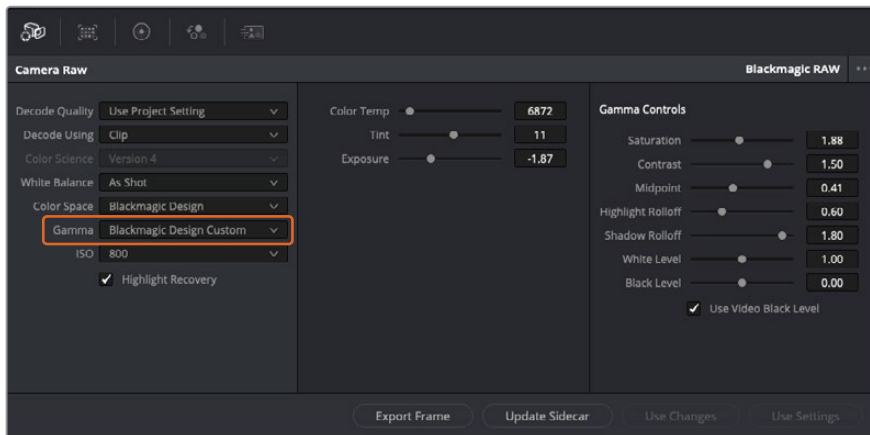 Camera Raw
Blackmagic RAW
Decode Quality Use Project Setting
Decode Using Clip
Color Science Version 4
White Balance As Shot
Color Space Blackmagic Design
Gamma Blackmagic Design Custom
ISO 800
Highlight Recovery
Color Temp 6872
Tint 11
Exposure -1.87
Gamma Controls
Saturation 1.88
Contrast 1.50
Midpoint 0.41
Highlight Rolloff 0.60
Shadow Rolloff 1.80
White Level 1.00
Black Level 0.00
Use Video Black Level
Export Frame
Update Sidecar
Use Changes
Use Settings